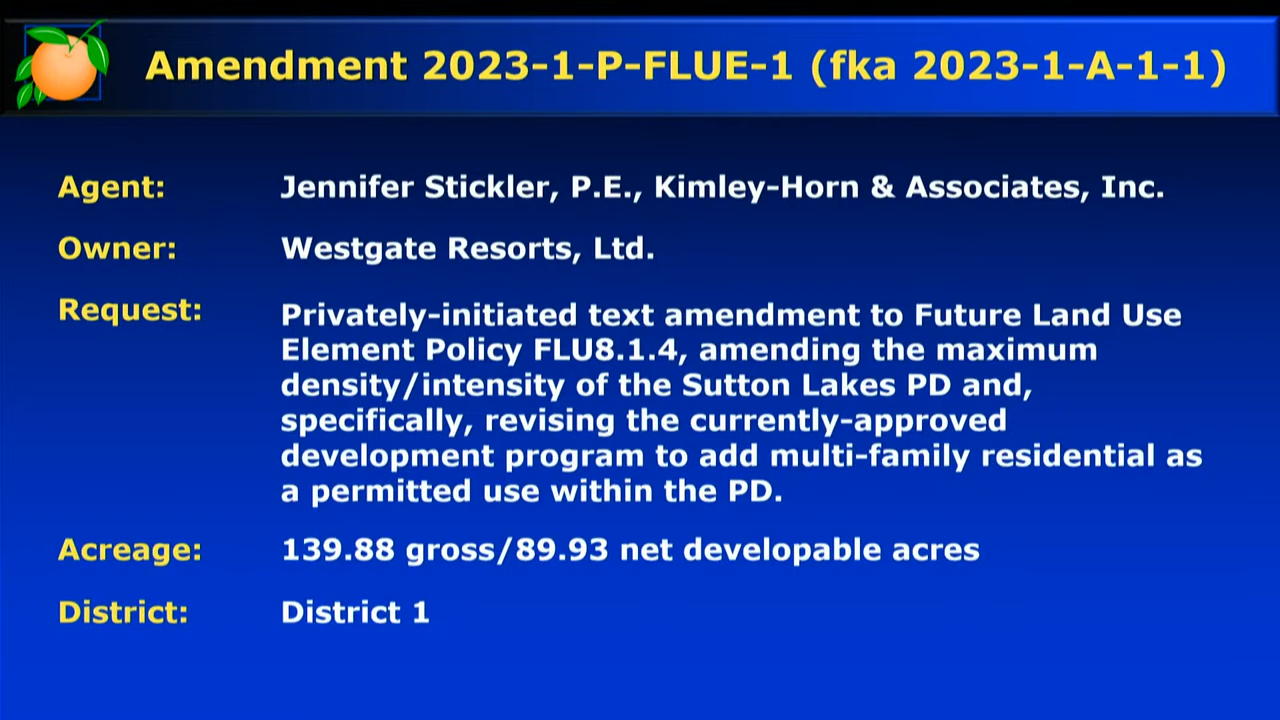 Amendment 2023-1-P-FLUE-1 (fka 2023-1-A-1-1)
Agent: Jennifer Stickler, P.E., Kimley-Horn & Associates, Inc.
Owner: Westgate Resorts, Ltd.
Request: Privately-initiated text amendment to Future Land Use
Element Policy FLU8.1.4, amending the maximum
density/intensity of the Sutton Lakes PD and,
specifically, revising the currently-approved
development program to add multi-family residential as
a permitted use within the PD.
Acreage: 139.88 gross/89.93 net developable acres
District: District 1